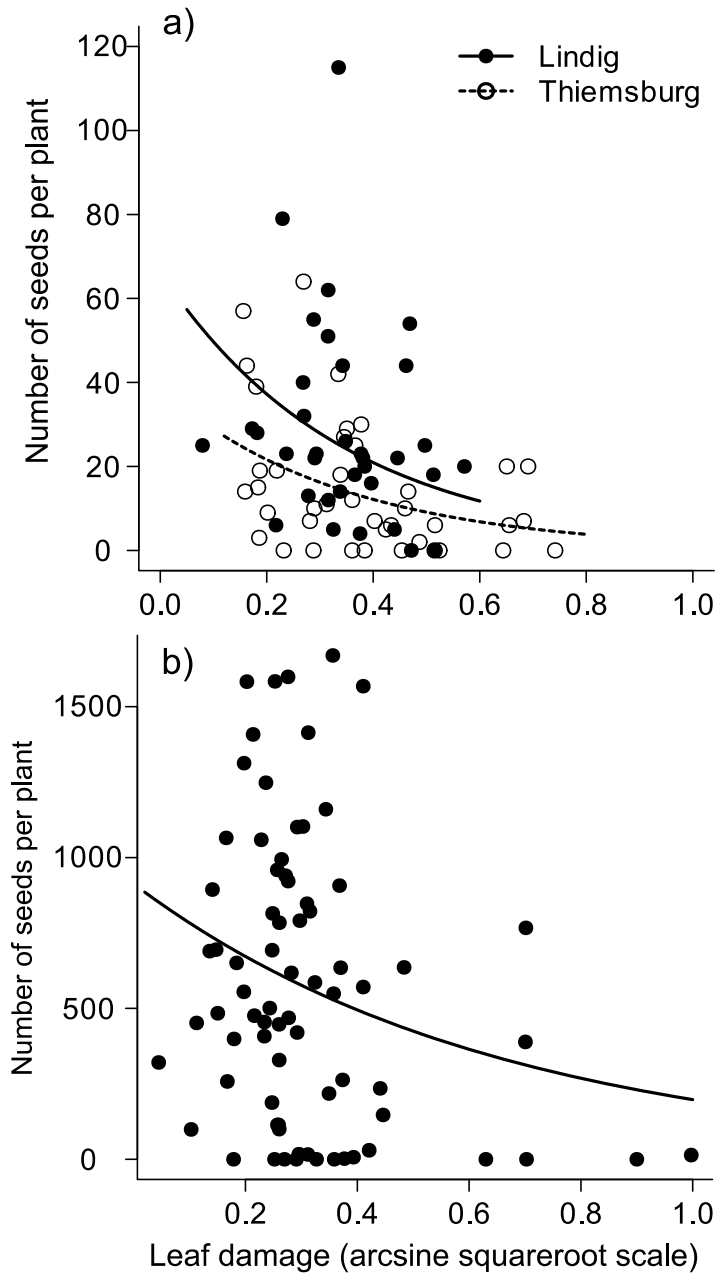 a)
Lindig
Thiemsburg
Number of seeds per plant
120
100
80
60
40
20
0
0.0 0.2 0.4 0.6 0.8 1.0
b)
Number of seeds per plant
1500
1000
500
0
0.2 0.4 0.6 0.8 1.0
Leaf damage (arcsine squareroot scale)